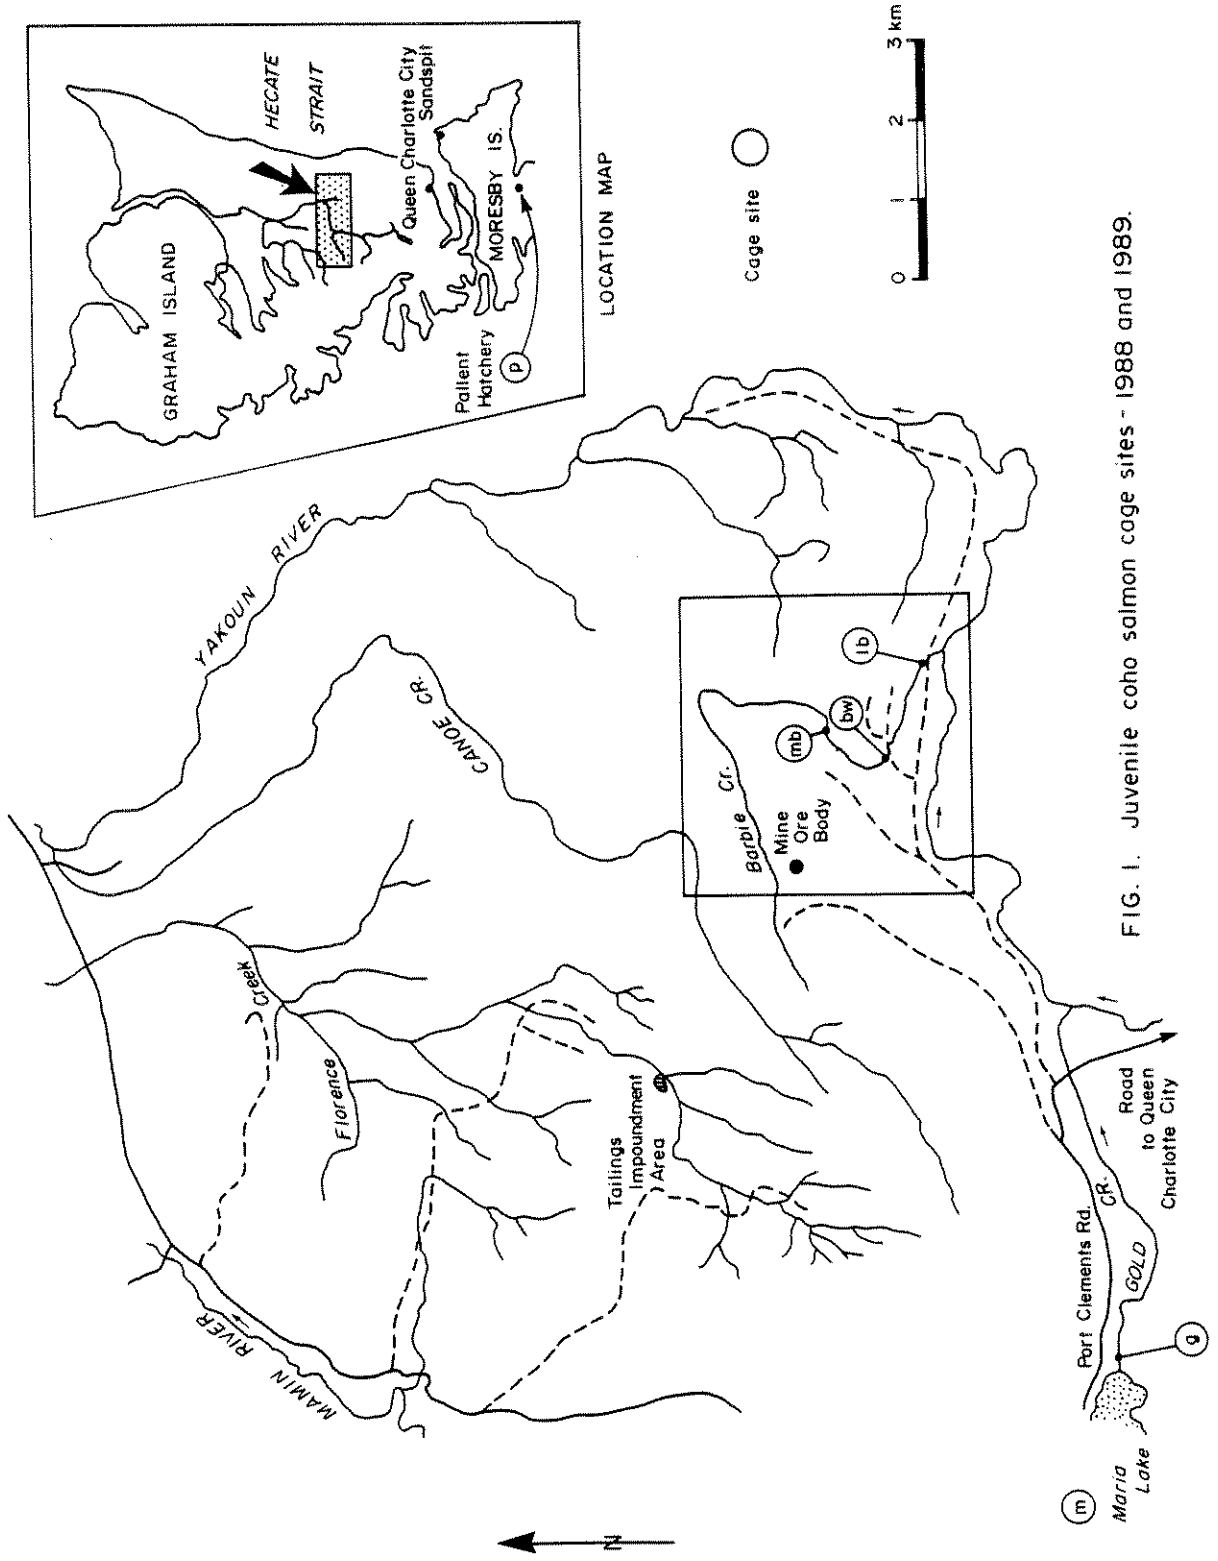 GRAHAM ISLAND
HECATE
STRAIT
Queen Charlotte City
Sandspit
MORESBY IS.
Pallent
Hatchery
p
LOCATION MAP
YAKOUN RIVER
CANOE CR.
Creek
Florence
MAMIN RIVER
Tailings
Impoundment
Area
Barbie Cr.
Mine
Ore
Body
mb
bw
lb
Cage site
0 1 2 3 km
Port Clements Rd.
GOLD CR.
Road
to Queen
Charlotte City
g
m
Maria
Lake
N
FIG. 1. Juvenile coho salmon cage sites - 1988 and 1989.